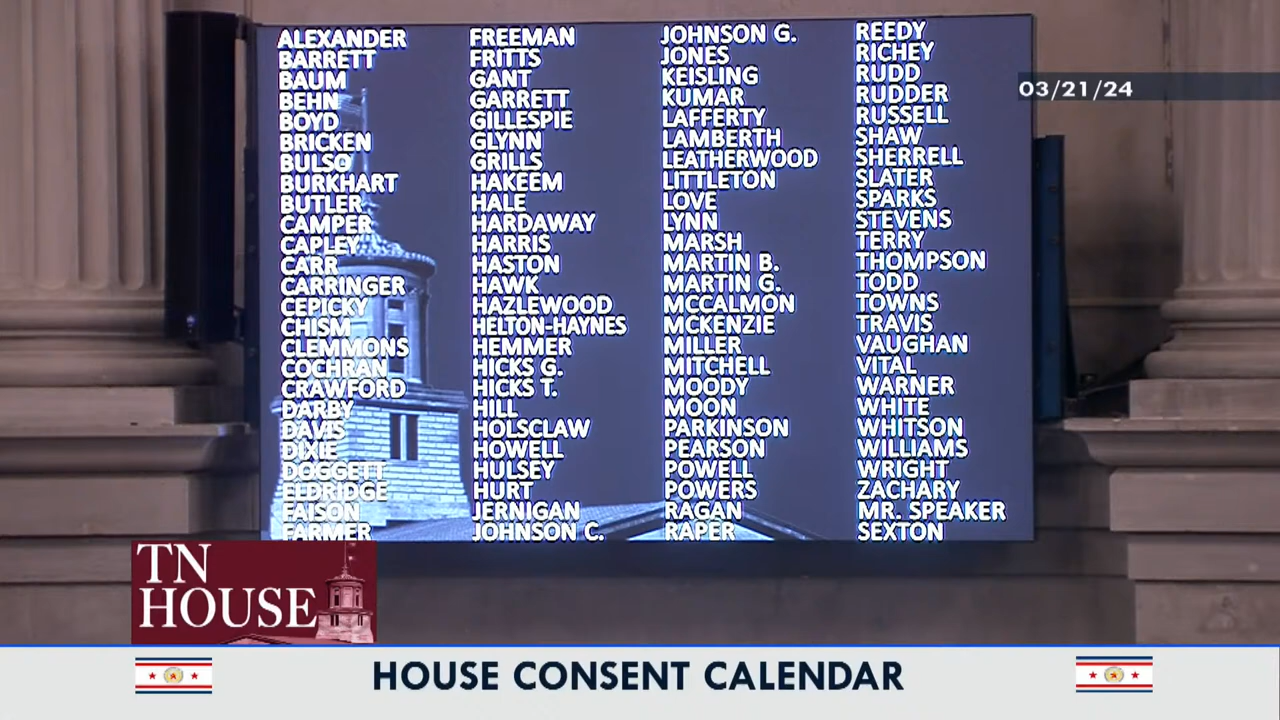 ALEXANDER
BARRETT
BAUM
BEHN
BOYD
BRICKEN
BULSO
BURKHART
BUTLER
CAMPER
CAPLEY
CARR
CARRINGER
CEPICKY
CHISM
CLEMMONS
COCHRAN
CRAWFORD
DARBY
DAVIS
DIXIE
DOGGETT
ELDRIDGE
FAISON
FARMER
FREEMAN
FRITTS
GANT
GARRETT
GILLESPIE
GLYNN
GRILLS
HAKEEM
HALE
HARDAWAY
HARRIS
HASTON
HAWK
HAZLEWOOD
HELTON-HAYNES
HEMMER
HICKS G.
HICKS T.
HILL
HOLSCLAW
HOWELL
HULSEY
HURT
JERNIGAN
JOHNSON C.
JOHNSON G.
JONES
KEISLING
KUMAR
LAFFERTY
LAMBERTH
LEATHERWOOD
LITTLETON
LOVE
LYNN
MARSH
MARTIN B.
MARTIN G.
MCCALMON
MCKENZIE
MILLER
MITCHELL
MOODY
MOON
PARKINSON
PEARSON
POWELL
POWERS
RAGAN
RAPER
REEDY
RICHEY
RUDD
RUDDER
RUSSELL
SHAW
SHERRELL
SLATER
SPARKS
STEVENS
TERRY
THOMPSON
TODD
TOWNS
TRAVIS
VAUGHAN
VITAL
WARNER
WHITE
WHITSON
WILLIAMS
WRIGHT
ZACHARY
MR. SPEAKER
SEXTON
03/21/24
TN
HOUSE
HOUSE CONSENT CALENDAR